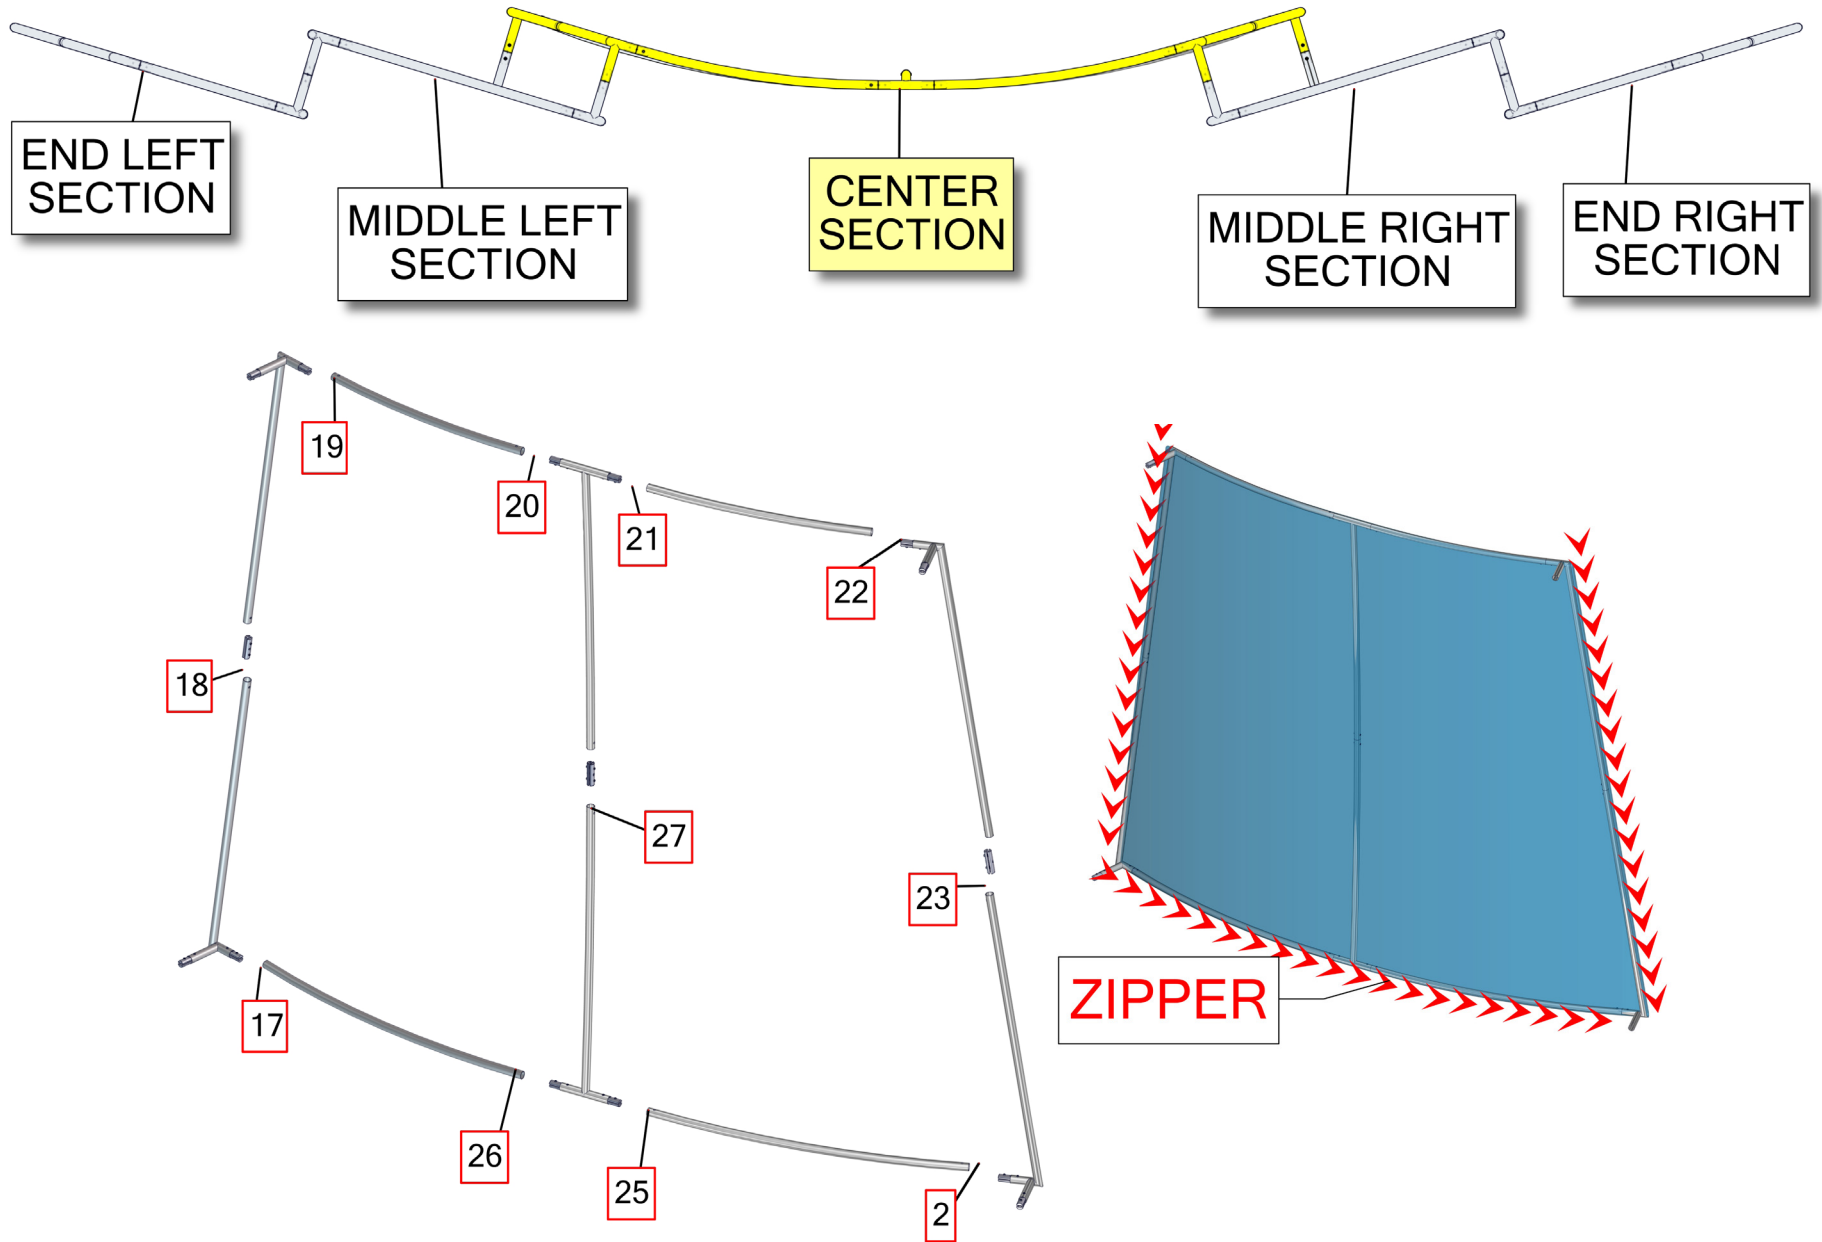 END LEFT
SECTION
MIDDLE LEFT
SECTION
CENTER
SECTION
MIDDLE RIGHT
SECTION
END RIGHT
SECTION
19
20
21
22
18
27
23
17
26
25
2
ZIPPER